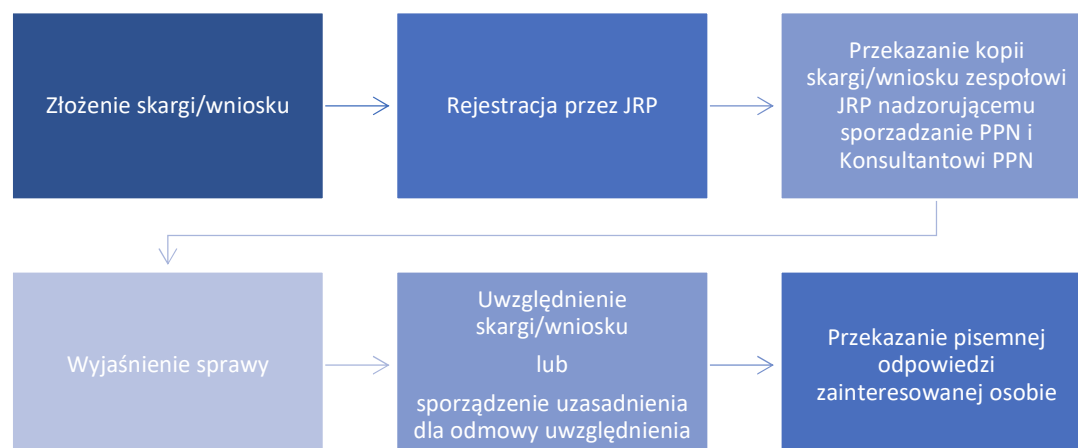 Złożenie skargi/wniosku
Rejestracja przez JRP
Przekazanie kopii
skargi/wniosku zespołowi
JRP nadzorującemu
sporzadzanie PPN i
Konsultantowi PPN
Wyjaśnienie sprawy
Uwzględnienie
skargi/wniosku
lub
sporządzenie uzasadnienia
dla odmowy uwzględnienia
Przekazanie pisemnej
odpowiedzi
zainteresowanej osobie